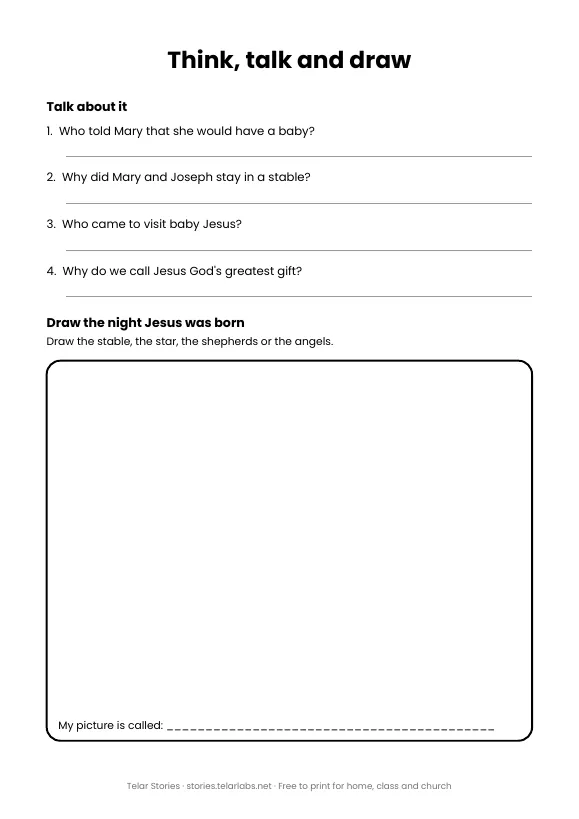 Think, talk and draw
Talk about it
1. Who told Mary that she would have a baby?
2. Why did Mary and Joseph stay in a stable?
3. Who came to visit baby Jesus?
4. Why do we call Jesus God's greatest gift?
Draw the night Jesus was born
Draw the stable, the star, the shepherds or the angels.
My picture is called: _______________________________________
Telar Stories · stories.telarlabs.net · Free to print for home, class and church